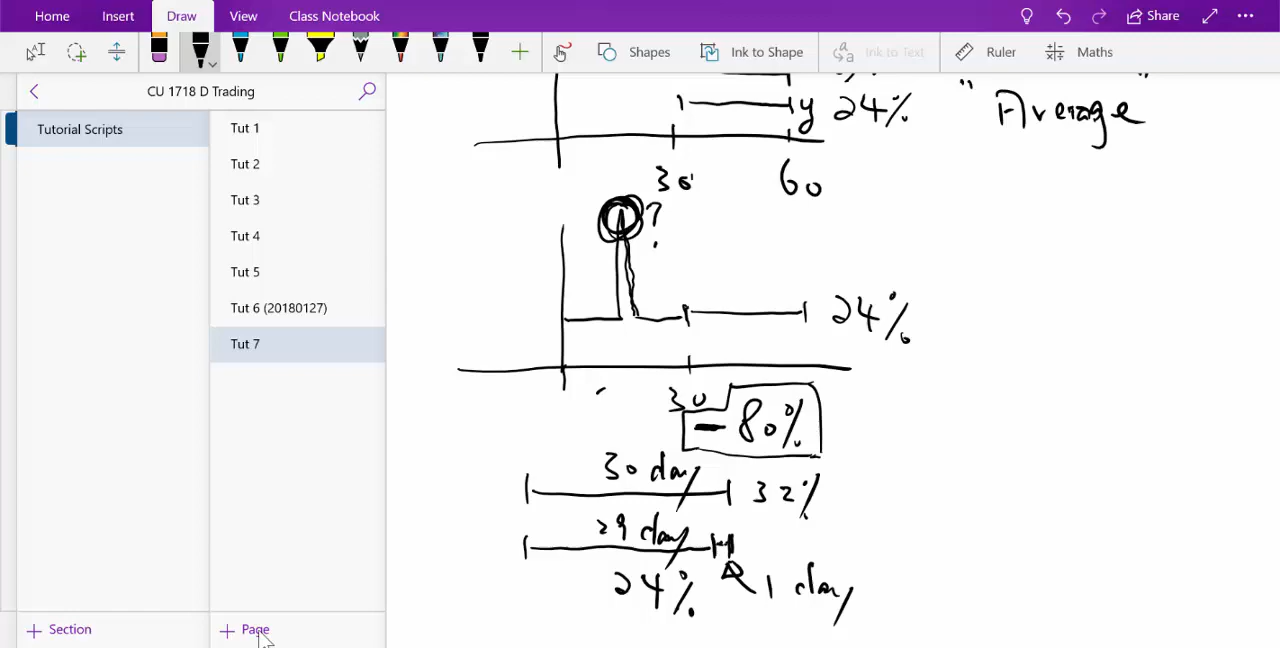 Home Insert Draw View Class Notebook Share
Shapes Ink to Shape Ink to Text Ruler Maths
CU 1718 D Trading
Tutorial Scripts
Tut 1
Tut 2
Tut 3
Tut 4
Tut 5
Tut 6 (20180127)
Tut 7
Section
Page
y 24% " Average "
30 60
?
24%
30
- 80%
30 day 32%
29 day
24% 1 day